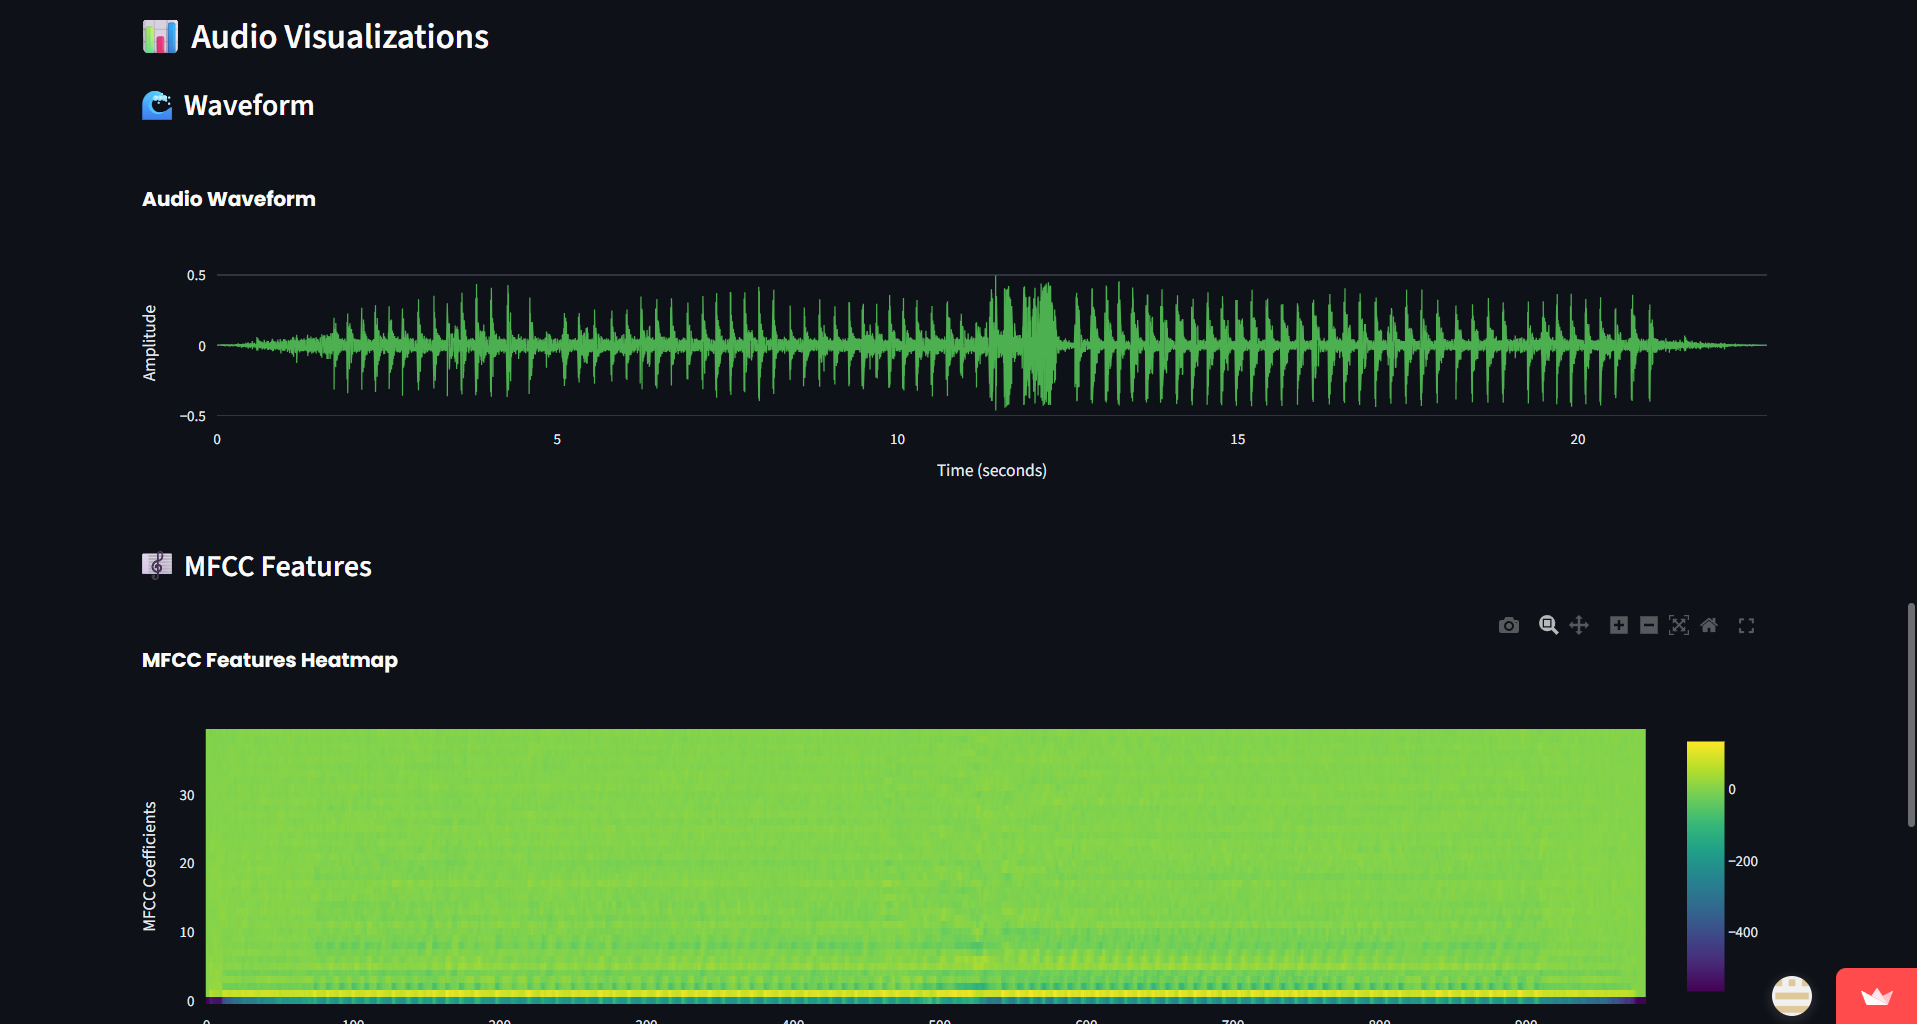 Audio Visualizations
Waveform
Audio Waveform
0.5
0
−0.5
Amplitude
0 5 10 15 20
Time (seconds)
MFCC Features
MFCC Features Heatmap
30
20
10
0
MFCC Coefficients
0
−200
−400
0 100 200 300 400 500 600 700 800 900